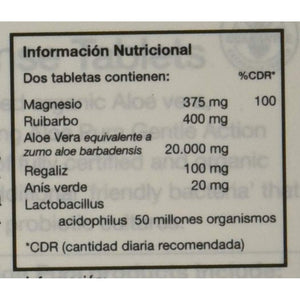 nse Tablets
Información Nutricional
Dos tabletas contienen: %CDR*
Magnesio 375 mg 100
Ruibarbo 400 mg
Aloe Vera equivalente a
zumo aloe barbadensis 20.000 mg
Regaliz 100 mg
Anís verde 20 mg
Lactobacillus
acidophilus 50 millones organismos
*CDR (cantidad diaria recomendada)